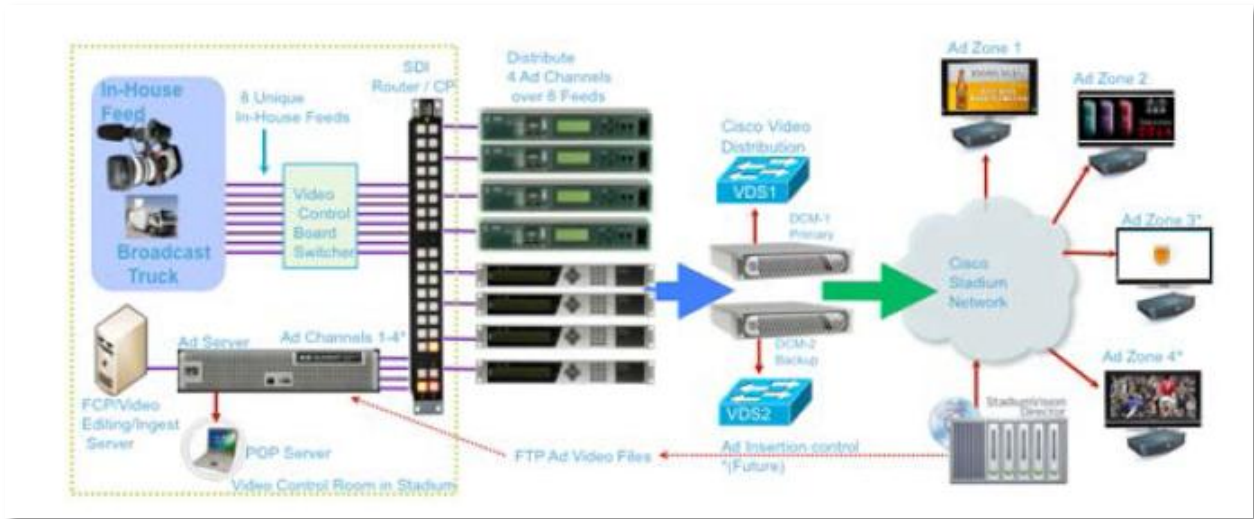 In-House
Feed
Broadcast
Truck
8 Unique
In-House Feeds
Video
Control
Board
Switcher
SDI
Router / CP
Distribute
4 Ad Channels
over 8 Feeds
Cisco Video
Distribution
VDS1
DCM-1
Primary
DCM-2
Backup
VDS2
Cisco
Stadium
Network
Ad Zone 1
Ad Zone 2
Ad Zone 3*
Ad Zone 4*
StadiumVision
Director
Ad Insertion control
*(Future)
FTP Ad Video Files
Ad Server
Ad Channels 1-4*
FCP/Video
Editing/Ingest
Server
POP Server
Video Control Room in Stadium